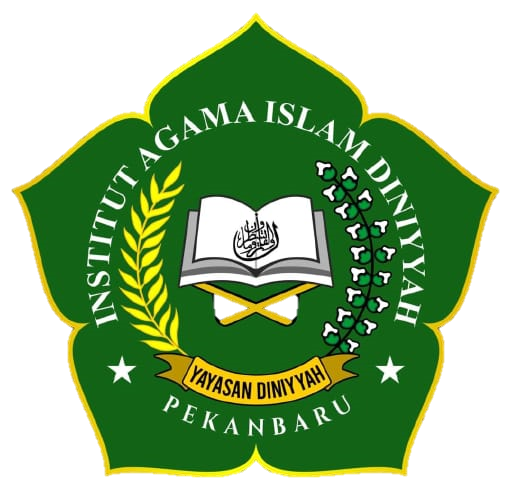 INSTITUT AGAMA ISLAM DINIYYAH
YAYASAN DINIYYAH
PEKANBARU